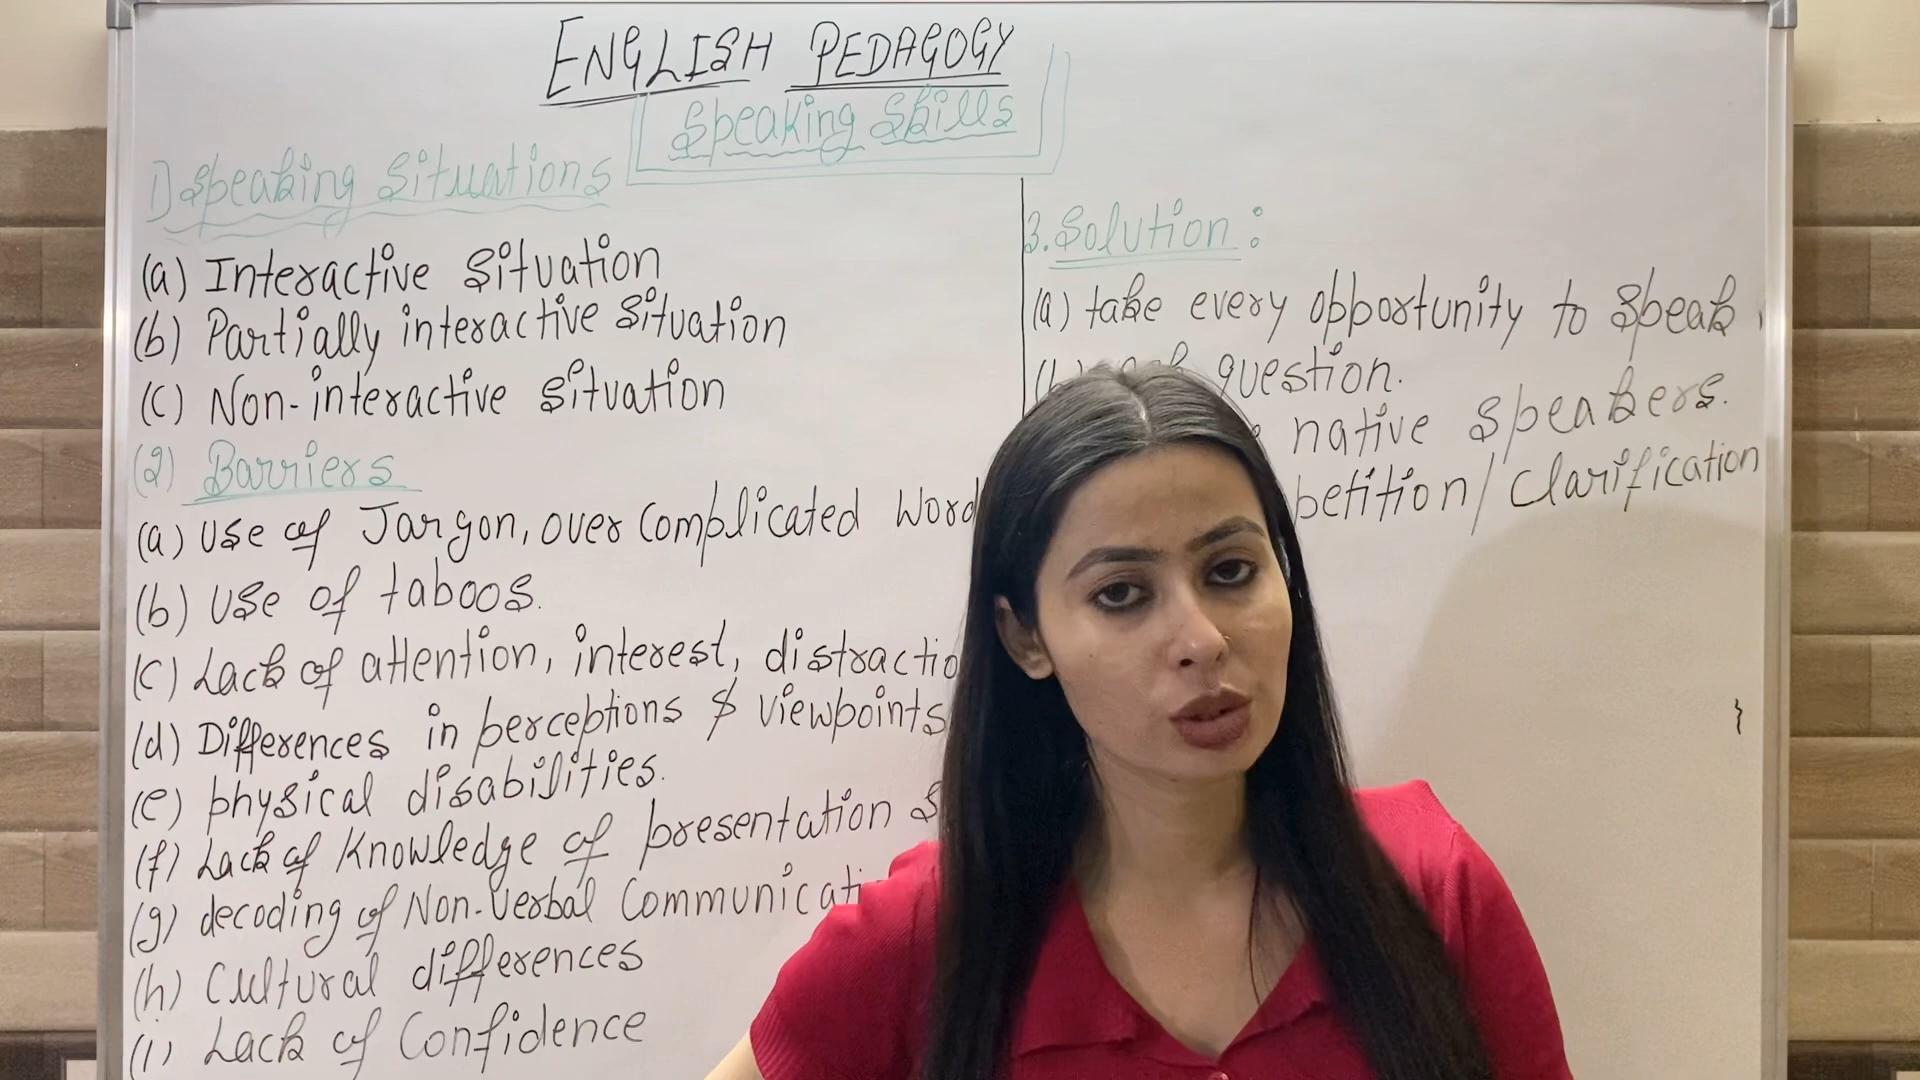 ENGLISH PEDAGOGY
Speaking Skills
1) Speaking Situations
(a) Interactive Situation
(b) Partially interactive Situation
(c) Non-interactive Situation
(2) Barriers
(a) Use of Jargon, over Complicated Word
(b) Use of taboos.
(c) Lack of attention, interest, distractio
(d) Differences in perceptions & viewpoints
(e) physical disabilities.
(f) Lack of Knowledge of presentation S
(g) decoding of Non-Verbal Communicati
(h) Cultural differences
(i) Lack of Confidence
3. Solution :
(a) take every opportunity to Speak
question.
native Speakers.
petition / Clarification